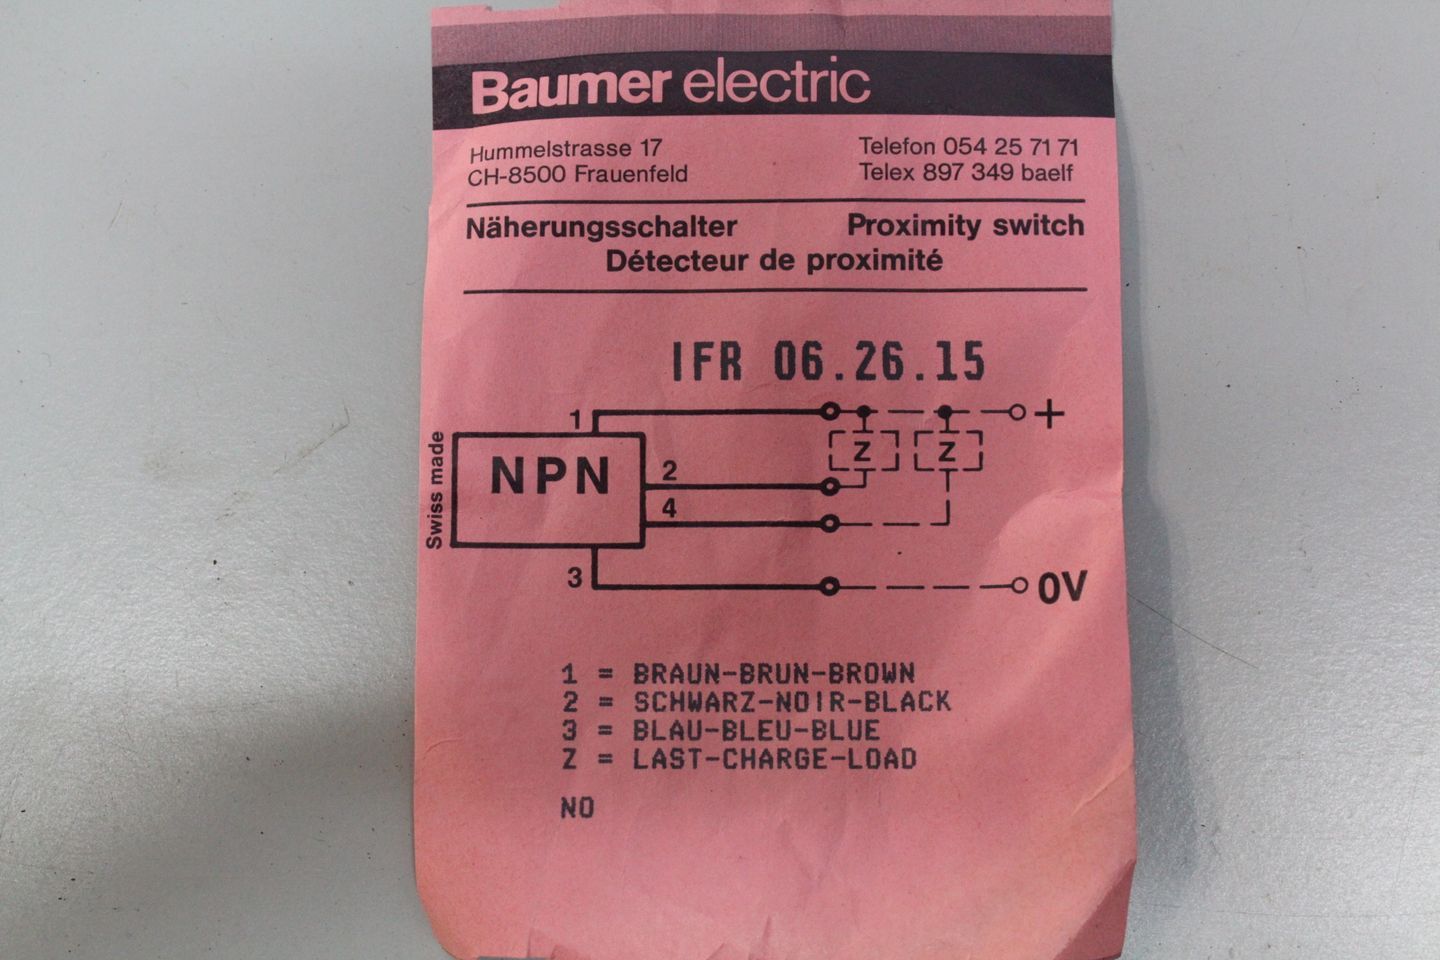 Baumer electric
Hummelstrasse 17 Telefon 054 25 71 71
CH-8500 Frauenfeld Telex 897 349 baelf
Näherungsschalter Proximity switch
Détecteur de proximité
IFR 06.26.15
1 +
Swiss made
NPN
2 Z Z
4
3 0V
1 = BRAUN-BRUN-BROWN
2 = SCHWARZ-NOIR-BLACK
3 = BLAU-BLEU-BLUE
Z = LAST-CHARGE-LOAD
NO